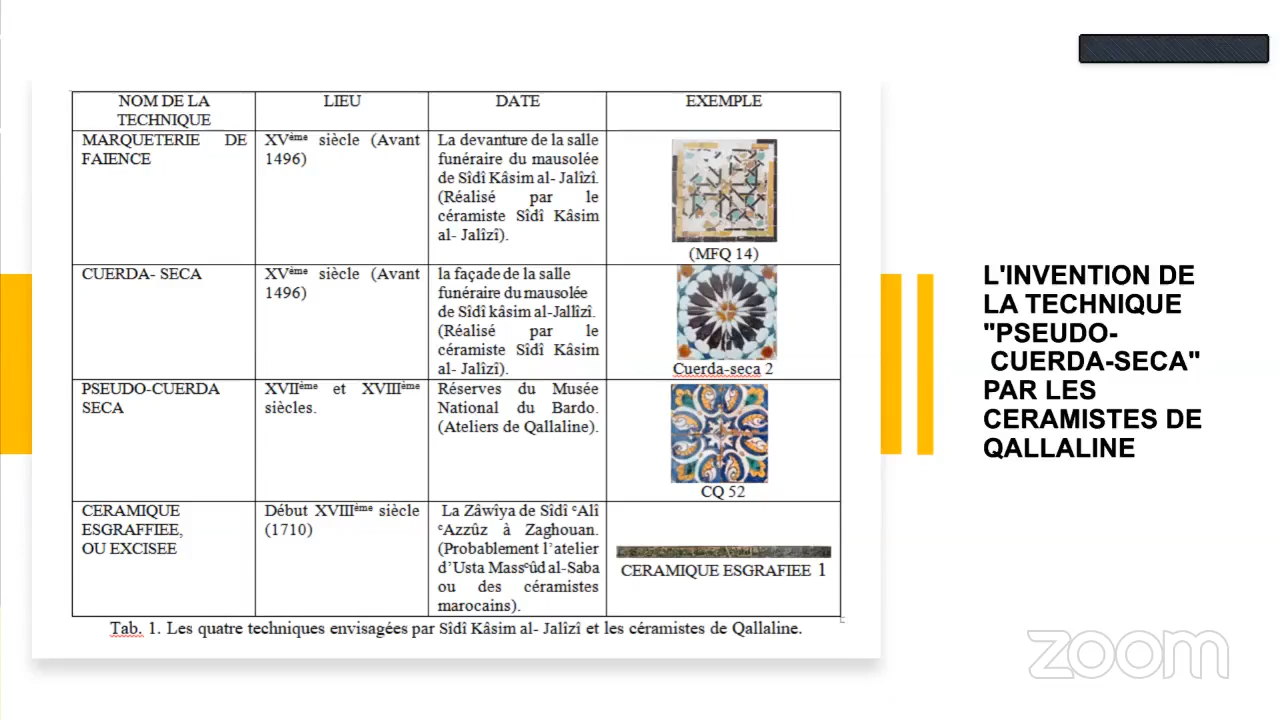 NOM DE LA TECHNIQUE
LIEU
DATE
EXEMPLE
MARQUETERIE DE
FAIENCE
XVème siècle (Avant
1496)
La devanture de la salle
funéraire du mausolée
de Sîdî Kâsim al- Jalîzî.
(Réalisé par le
céramiste Sîdî Kâsim
al- Jalîzî).
(MFQ 14)
CUERDA- SECA
XVème siècle (Avant
1496)
la façade de la salle
funéraire du mausolée
de Sîdî kâsim al-Jallîzî.
(Réalisé par le
céramiste Sîdî Kâsim
al- Jalîzî).
Cuerda-seca 2
PSEUDO-CUERDA
SECA
XVIIème et XVIIIème
siècles.
Réserves du Musée
National du Bardo.
(Ateliers de Qallaline).
CQ 52
CERAMIQUE
ESGRAFFIEE,
OU EXCISEE
Début XVIIIème siècle
(1710)
La Zâwîya de Sîdî ᶜAlî
ᶜAzzûz à Zaghouan.
(Probablement l'atelier
d'Usta Massᶜûd al-Saba
ou des céramistes
marocains).
CERAMIQUE ESGRAFIEE 1
Tab. 1. Les quatre techniques envisagées par Sîdî Kâsim al- Jalîzî et les céramistes de Qallaline.
L'INVENTION DE
LA TECHNIQUE
"PSEUDO-
CUERDA-SECA"
PAR LES
CERAMISTES DE
QALLALINE
zoom